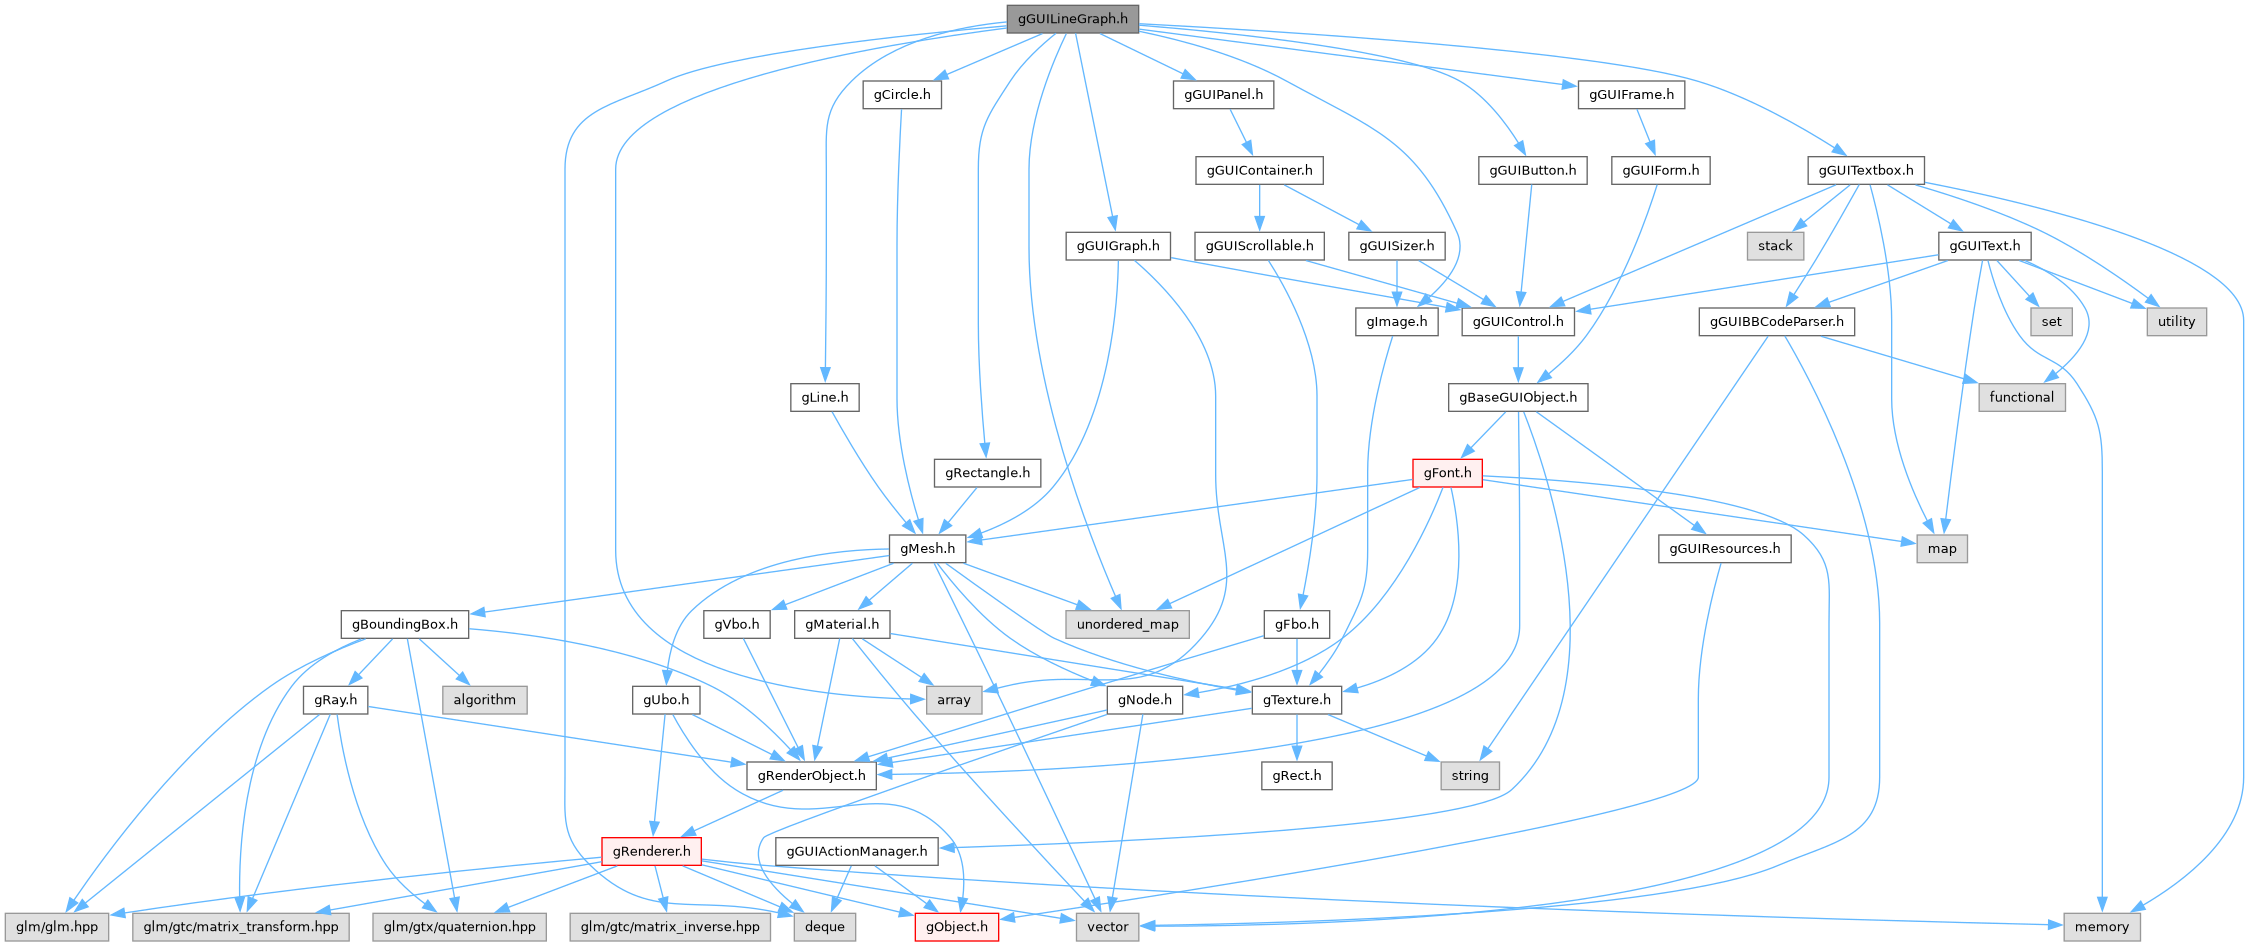 gGUILineGraph.h
gCircle.h
gGUIPanel.h
gGUIFrame.h
gGUIContainer.h
gGUIButton.h
gGUIForm.h
gGUITextbox.h
gGUIGraph.h
gGUIScrollable.h
gGUISizer.h
stack
gGUIText.h
gImage.h
gGUIControl.h
gGUIBBCodeParser.h
set
utility
gLine.h
gBaseGUIObject.h
functional
gRectangle.h
gFont.h
gMesh.h
gGUIResources.h
map
gBoundingBox.h
gVbo.h
gMaterial.h
unordered_map
gFbo.h
gRay.h
algorithm
gUbo.h
array
gNode.h
gTexture.h
gRenderObject.h
gRect.h
string
gRenderer.h
gGUIActionManager.h
glm/glm.hpp
glm/gtc/matrix_transform.hpp
glm/gtx/quaternion.hpp
glm/gtc/matrix_inverse.hpp
deque
gObject.h
vector
memory